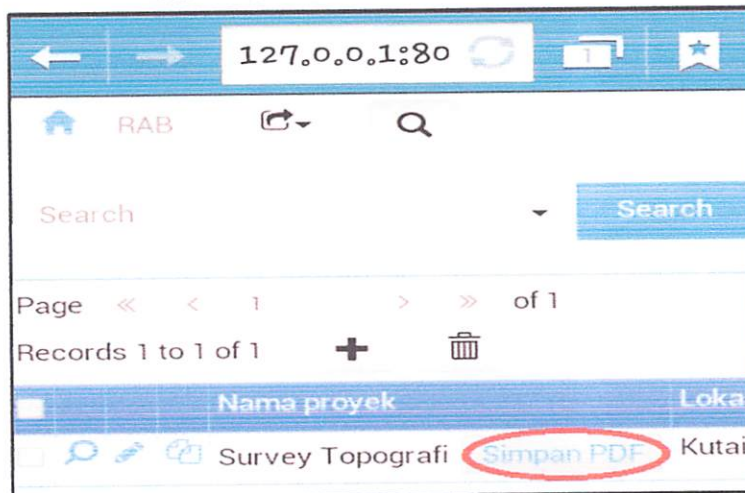 127.0.0.1:80 1
RAB
Search Search
Page « < 1 > » of 1
Records 1 to 1 of 1
Nama proyek Loka
Survey Topografi Simpan PDF Kutai